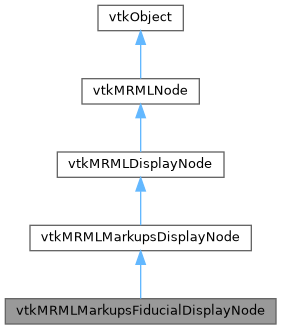 vtkObject
vtkMRMLNode
vtkMRMLDisplayNode
vtkMRMLMarkupsDisplayNode
vtkMRMLMarkupsFiducialDisplayNode